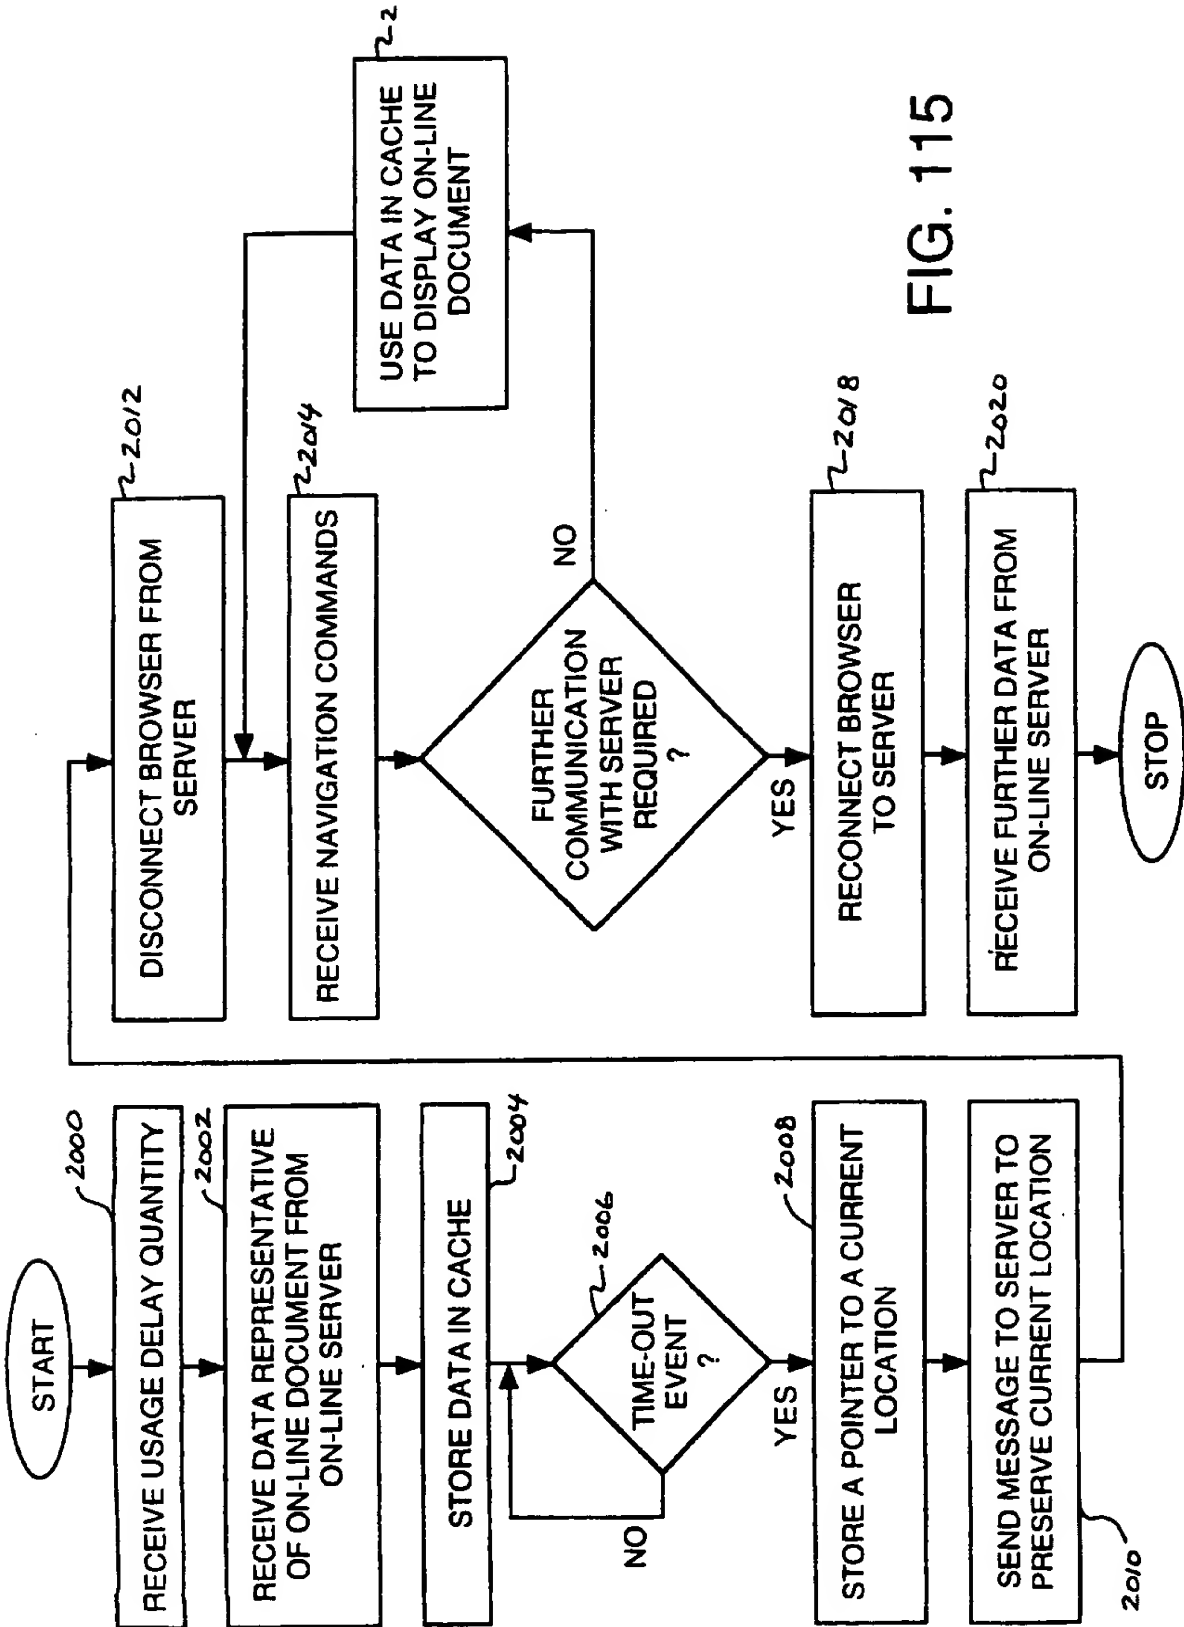 START
2000
RECEIVE USAGE DELAY QUANTITY
2002
RECEIVE DATA REPRESENTATIVE
OF ON-LINE DOCUMENT FROM
ON-LINE SERVER
STORE DATA IN CACHE
2004
TIME-OUT
EVENT
?
2006
NO
YES
2008
STORE A POINTER TO A CURRENT
LOCATION
SEND MESSAGE TO SERVER TO
PRESERVE CURRENT LOCATION
2010
2012
DISCONNECT BROWSER FROM
SERVER
2014
RECEIVE NAVIGATION COMMANDS
FURTHER
COMMUNICATION
WITH SERVER
REQUIRED
?
NO
2
USE DATA IN CACHE
TO DISPLAY ON-LINE
DOCUMENT
YES
2018
RECONNECT BROWSER
TO SERVER
2020
RECEIVE FURTHER DATA FROM
ON-LINE SERVER
STOP
FIG. 115